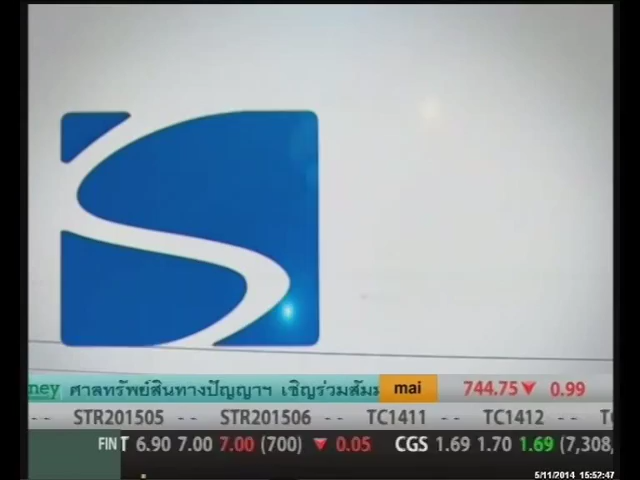 ney ศาลทรัพย์สินทางปัญญาฯ เชิญร่วมสัมม mai 744.75▼ 0.99
-- STR201505 -- STR201506 -- TC1411 -- TC1412 -- TC
FINT 6.90 7.00 7.00 (700) ▼ 0.05 CGS 1.69 1.70 1.69 (7,308,
5/11/2014 15:52:47